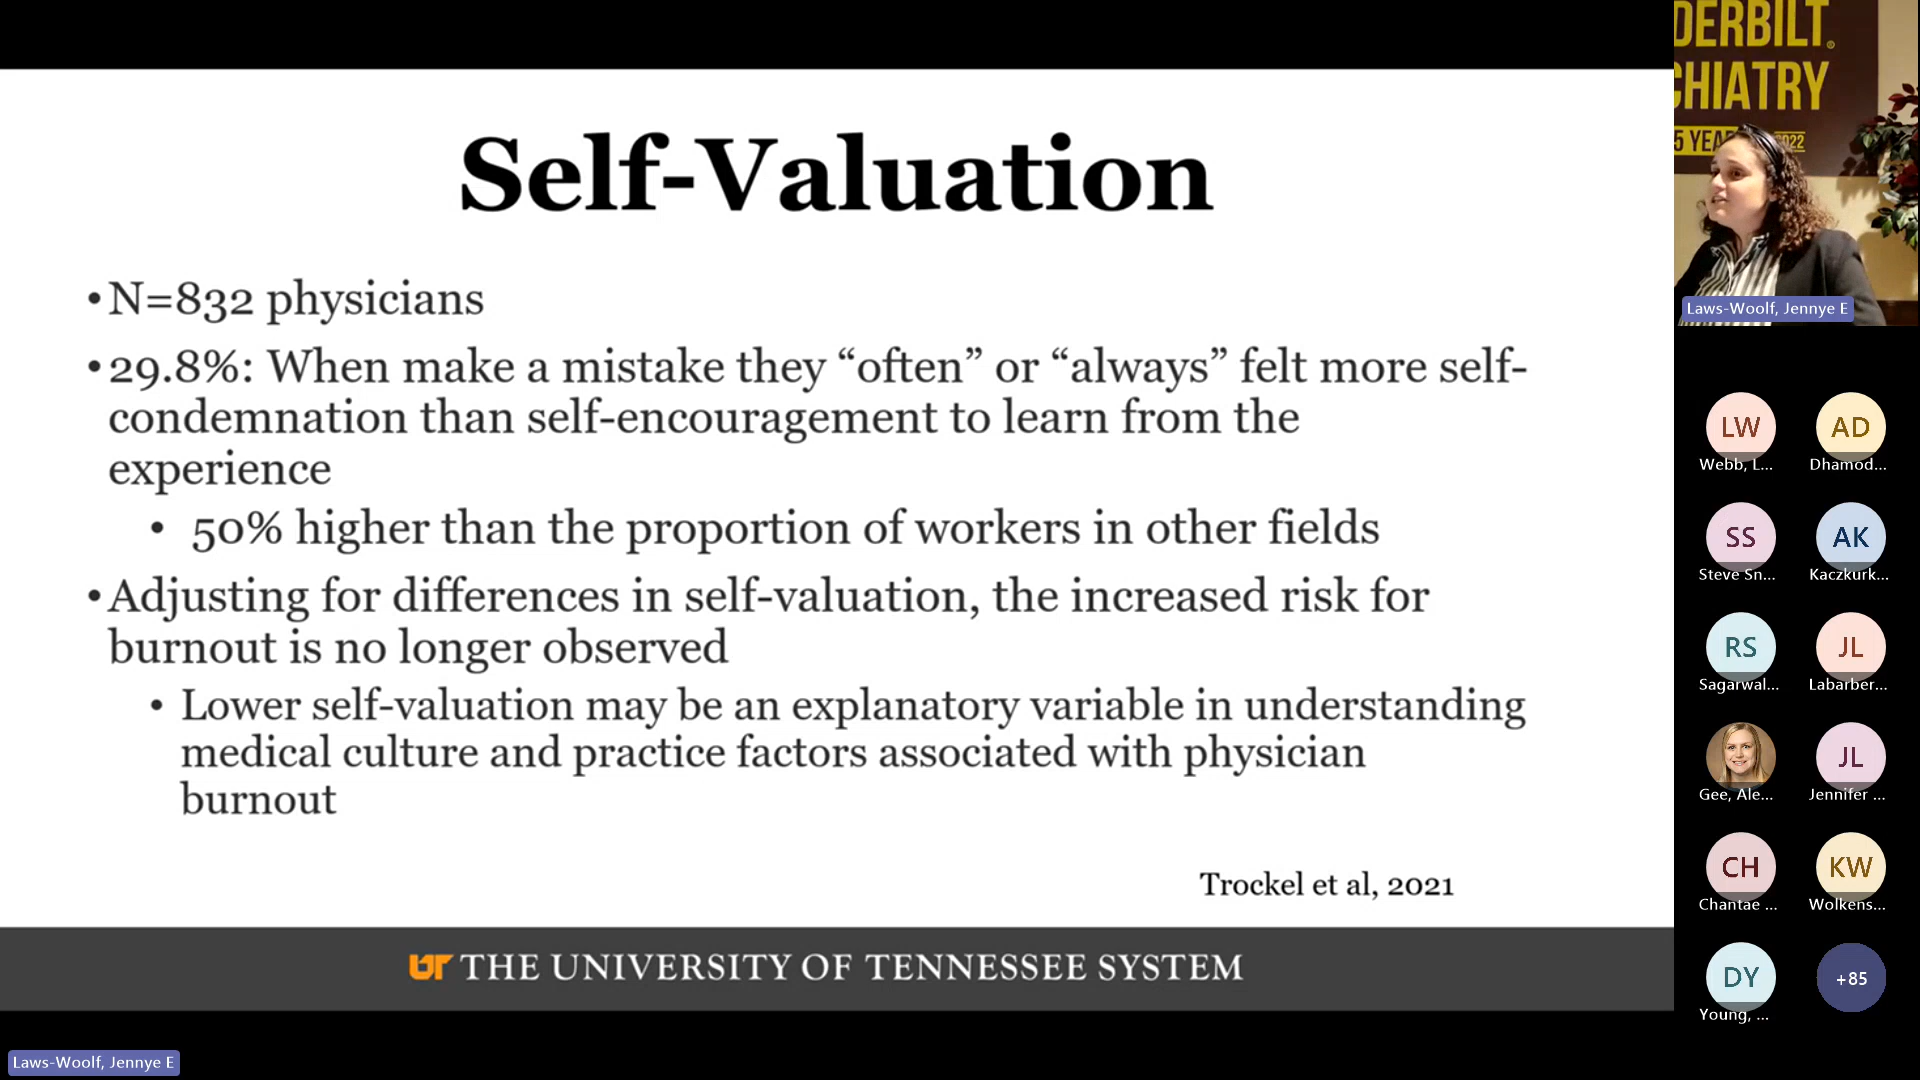 Self-Valuation
•N=832 physicians
•29.8%: When make a mistake they “often” or “always” felt more self-
condemnation than self-encouragement to learn from the
experience
• 50% higher than the proportion of workers in other fields
•Adjusting for differences in self-valuation, the increased risk for
burnout is no longer observed
• Lower self-valuation may be an explanatory variable in understanding
medical culture and practice factors associated with physician
burnout
Trockel et al, 2021
UT THE UNIVERSITY OF TENNESSEE SYSTEM
Laws-Woolf, Jennye E
DERBILT®
CHIATRY
5 YEA 2022
Laws-Woolf, Jennye E
LW AD
Webb, L... Dhamod...
SS AK
Steve Sn... Kaczkurk...
RS JL
Sagarwal... Labarber...
JL
Gee, Ale... Jennifer ...
CH KW
Chantae ... Wolkens...
DY +85
Young, ...